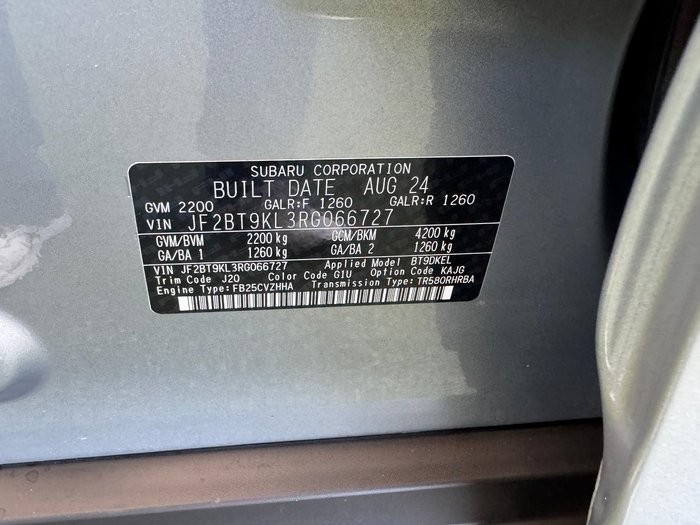 SUBARU CORPORATION
BUILT DATE AUG 24
GVM 2200 GALR:F 1260 GALR:R 1260
VIN JF2BT9KL3RG066727
GVM/BVM 2200 kg GCM/BKM 4200 kg
GA/BA 1 1260 kg GA/BA 2 1260 kg
VIN JF2BT9KL3RG066727 Applied Model BT9DKEL
Trim Code J20 Color Code G1U Option Code KAJG
Engine Type:FB25CVZHHA Transmission Type:TR580RHRBA